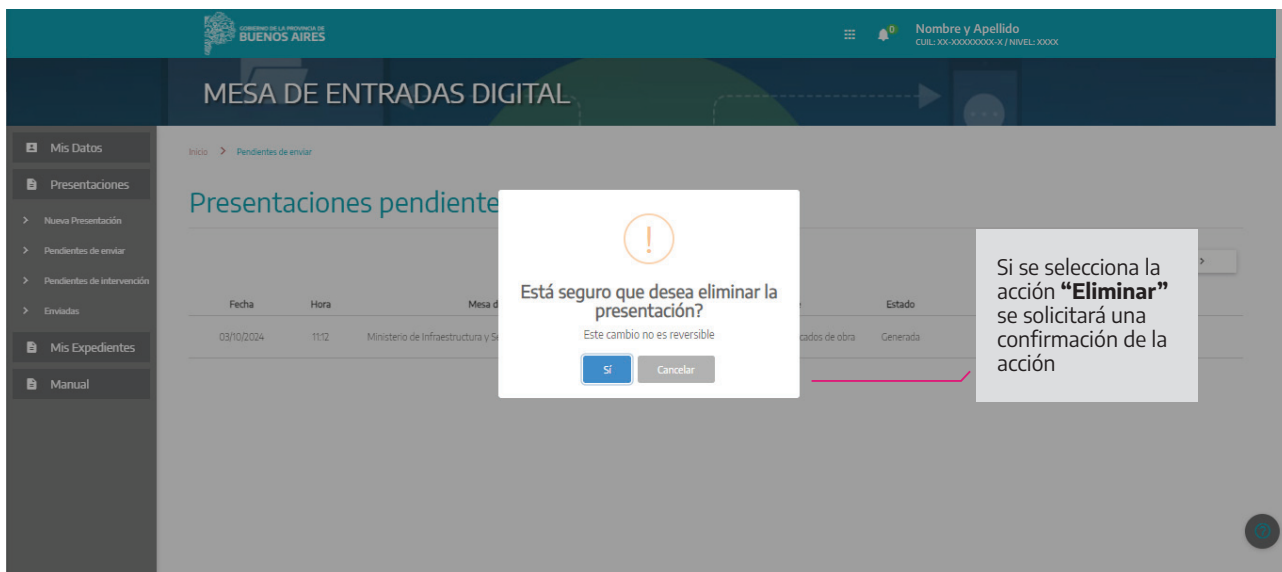 GOBIERNO DE LA PROVINCIA DE
BUENOS AIRES
0
Nombre y Apellido
CUIL: XX-XXXXXXXX-X / NIVEL: XXXX
MESA DE ENTRADAS DIGITAL
Mis Datos
Presentaciones
Nueva Presentación
Pendientes de enviar
Pendientes de intervención
Enviadas
Mis Expedientes
Manual
Inicio > Pendientes de enviar
Presentaciones pendiente
Fecha Hora Mesa d Estado
03/10/2024 11:12 Ministerio de Infraestructura y Se cados de obra Generada
Está seguro que desea eliminar la
presentación?
Este cambio no es reversible
Sí Cancelar
Si se selecciona la
acción “Eliminar”
se solicitará una
confirmación de la
acción